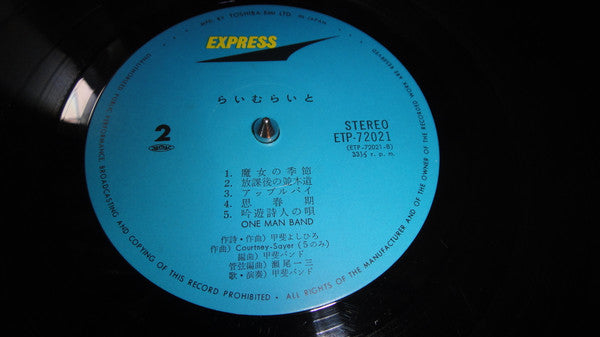 MFG. BY TOSHIBA-EMI LTD. IN JAPAN
EXPRESS
らいむらいと
2
STEREO
ETP-72021
(ETP-72021-B)
33⅓ r.p.m.
1. 魔女の季節
2. 放課後の並木道
3. アップルパイ
4. 思春期
5. 吟遊詩人の唄
ONE MAN BAND
作詩・作曲) 甲斐よしひろ
作曲) Courtney-Sayer (5のみ)
編曲) 甲斐バンド
管弦編曲) 瀬尾一三
歌・演奏) 甲斐バンド
UNAUTHORIZED PUBLIC PERFORMANCE, BROADCASTING AND COPYING OF THIS RECORD PROHIBITED · ALL RIGHTS OF THE MANUFACTURER AND OF THE OWNER OF THE RECORDED WORK ARE RESERVED